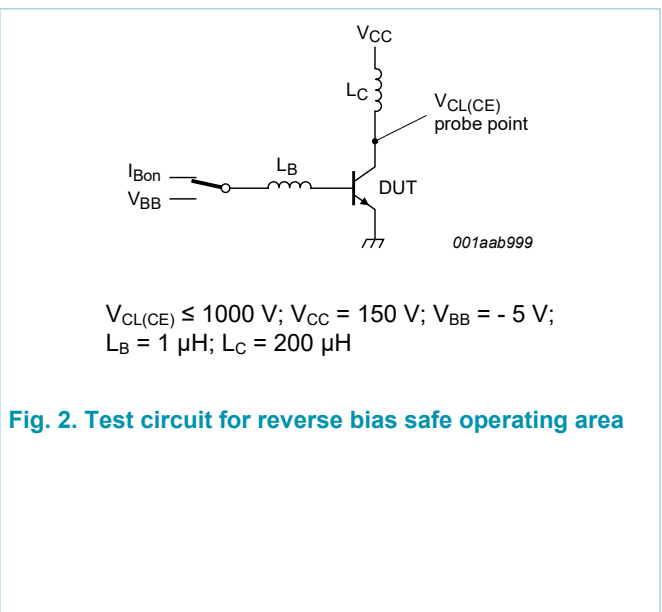 VCC
LC
VCL(CE)
probe point
IBon
LB
VBB
DUT
001aab999
VCL(CE) ≤ 1000 V; VCC = 150 V; VBB = - 5 V;
LB = 1 μH; LC = 200 μH
Fig. 2. Test circuit for reverse bias safe operating area